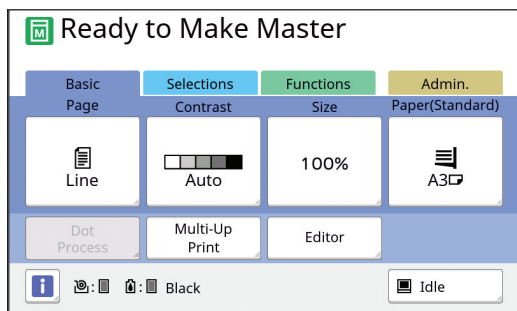 M Ready to Make Master
Basic Selections Functions Admin.
Page Contrast Size Paper(Standard)
Line Auto 100% A3
Dot Process Multi-Up Print Editor
i : : Black Idle